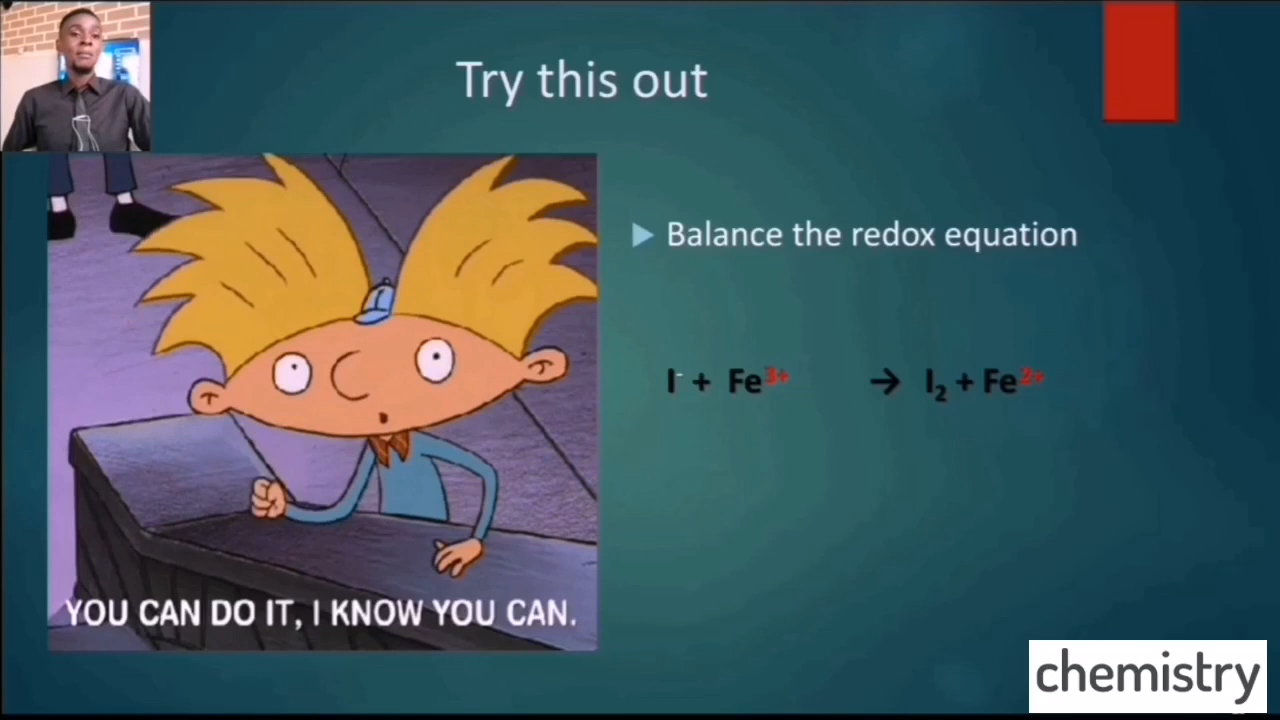 Try this out
Balance the redox equation
I⁻ + Fe³⁺ → I₂ + Fe²⁺
YOU CAN DO IT, I KNOW YOU CAN.
chemistry